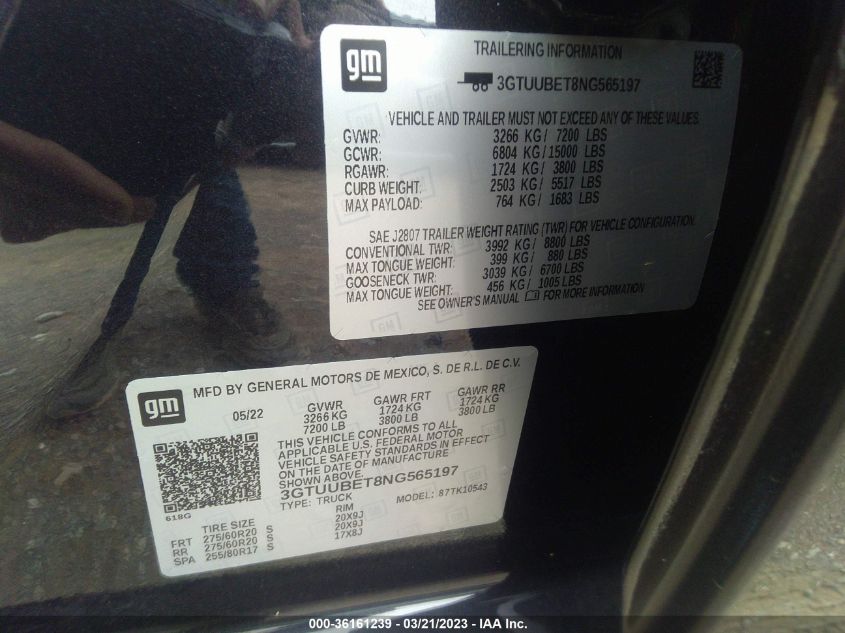 gm
TRAILERING INFORMATION
3GTUUBET8NG565197
VEHICLE AND TRAILER MUST NOT EXCEED ANY OF THESE VALUES.
GVWR: 3266 KG / 7200 LBS
GCWR: 6804 KG / 15000 LBS
RGAWR: 1724 KG / 3800 LBS
CURB WEIGHT: 2503 KG / 5517 LBS
MAX PAYLOAD: 764 KG / 1683 LBS
SAE J2807 TRAILER WEIGHT RATING (TWR) FOR VEHICLE CONFIGURATION.
CONVENTIONAL TWR: 3992 KG / 8800 LBS
MAX TONGUE WEIGHT: 399 KG / 880 LBS
GOOSENECK TWR: 3039 KG / 6700 LBS
MAX TONGUE WEIGHT: 456 KG / 1005 LBS
SEE OWNER'S MANUAL FOR MORE INFORMATION
gm
MFD BY GENERAL MOTORS DE MEXICO, S. DE R.L. DE C.V.
05/22 GVWR GAWR FRT GAWR RR
3266 KG 1724 KG 1724 KG
7200 LB 3800 LB 3800 LB
THIS VEHICLE CONFORMS TO ALL
APPLICABLE U.S. FEDERAL MOTOR
VEHICLE SAFETY STANDARDS IN EFFECT
ON THE DATE OF MANUFACTURE
SHOWN ABOVE.
3GTUUBET8NG565197
618G TYPE: TRUCK MODEL: 87TK10543
TIRE SIZE RIM
FRT 275/60R20 S 20X9J
RR 275/60R20 S 20X9J
SPA 255/80R17 S 17X8J
000-36161239 - 03/21/2023 - IAA Inc.